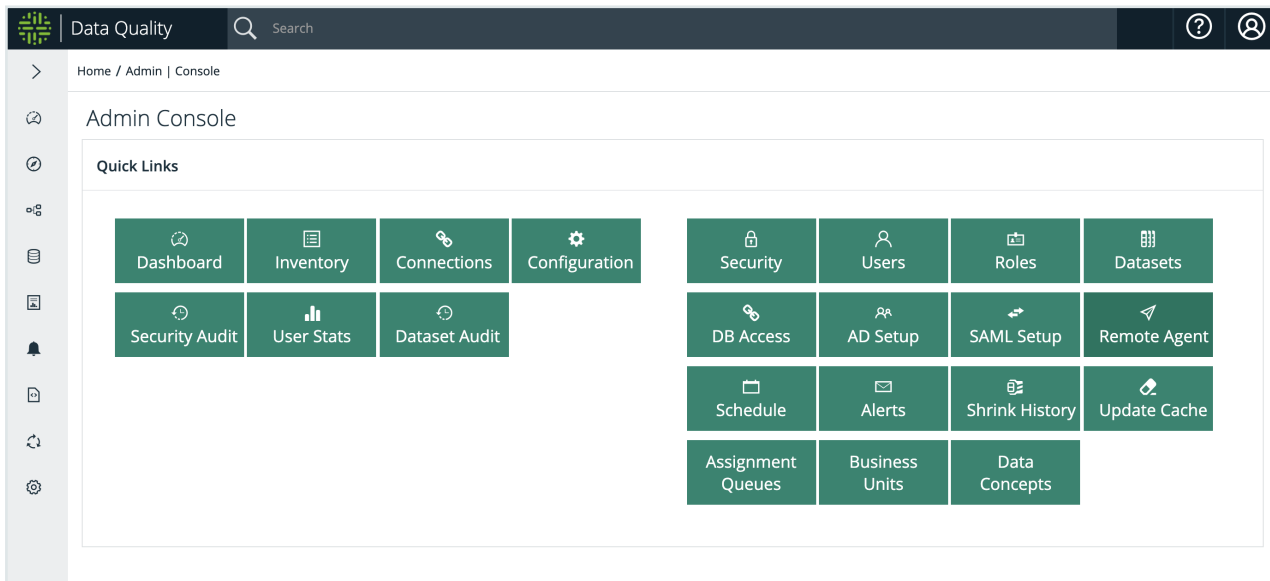 Data Quality
Search
Home / Admin | Console
Admin Console
Quick Links
Dashboard
Inventory
Connections
Configuration
Security
Users
Roles
Datasets
Security Audit
User Stats
Dataset Audit
DB Access
AD Setup
SAML Setup
Remote Agent
Schedule
Alerts
Shrink History
Update Cache
Assignment
Queues
Business
Units
Data
Concepts